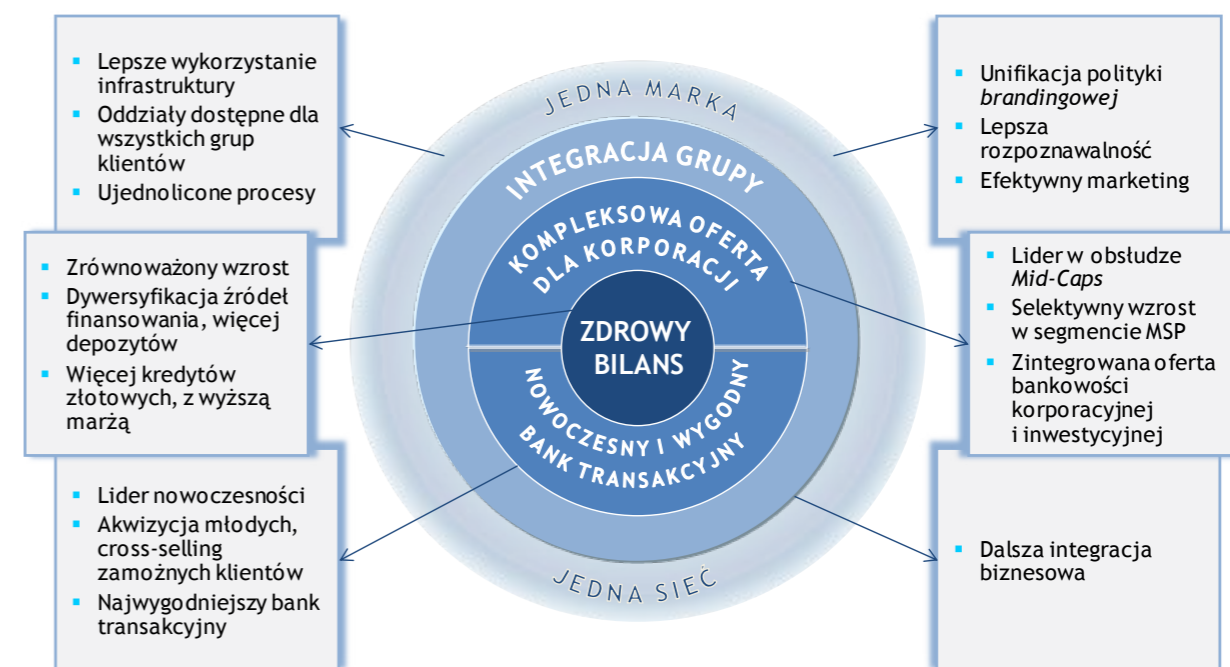 Lepsze wykorzystanie
infrastruktury
Oddziały dostępne dla
wszystkich grup
klientów
Ujednolicone procesy
Zrównoważony wzrost
Dywersyfikacja źródeł
finansowania, więcej
depozytów
Więcej kredytów
złotowych, z wyższą
marżą
Lider nowoczesności
Akwizycja młodych,
cross-selling
zamożnych klientów
Najwygodniejszy bank
transakcyjny
JEDNA MARKA
INTEGRACJA GRUPY
KOMPLEKSOWA OFERTA
DLA KORPORACJI
ZDROWY
BILANS
NOWOCZESNY I WYGODNY
BANK TRANSAKCYJNY
JEDNA SIEĆ
Unifikacja polityki
brandingowej
Lepsza
rozpoznawalność
Efektywny marketing
Lider w obsłudze
Mid-Caps
Selektywny wzrost
w segmencie MSP
Zintegrowana oferta
bankowości
korporacyjnej
i inwestycyjnej
Dalsza integracja
biznesowa